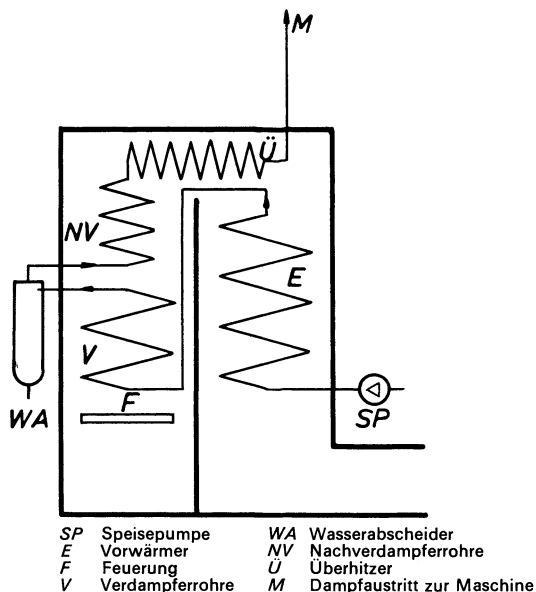 M
Ü
NV
E
V
F
WA
SP
SP Speisepumpe WA Wasserabscheider
E Vorwärmer NV Nachverdampferrohre
F Feuerung Ü Überhitzer
V Verdampferrohre M Dampfaustritt zur Maschine